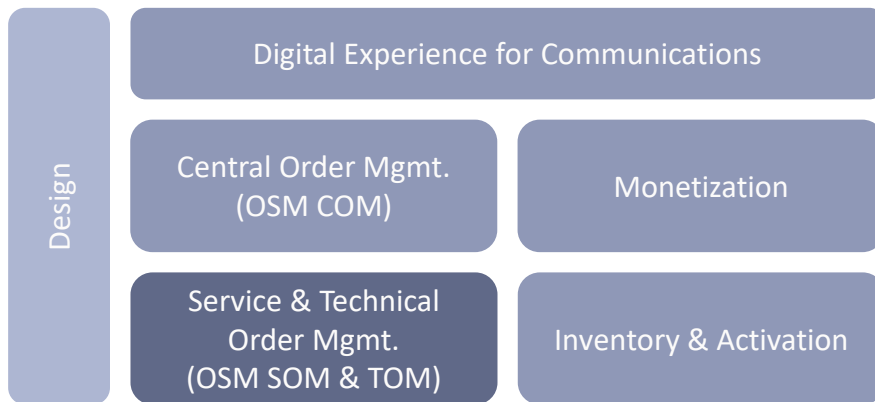 Design
Digital Experience for Communications
Central Order Mgmt.
(OSM COM)
Monetization
Service & Technical
Order Mgmt.
(OSM SOM & TOM)
Inventory & Activation